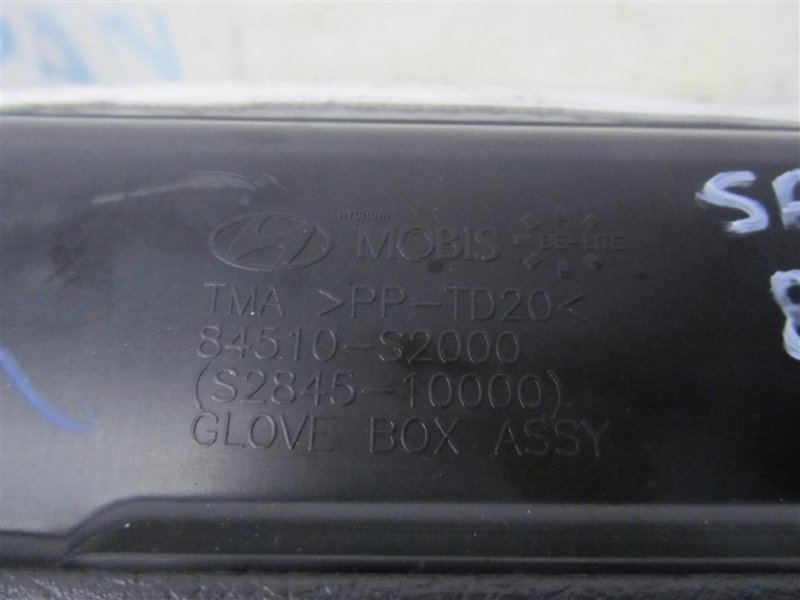 HYUNDAI
MOBIS BE-LITE
TMA >PP-TD20<
84510-S2000
(S2845-10000)
GLOVE BOX ASSY